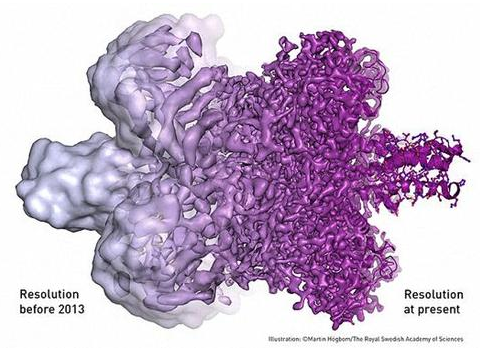 Resolution
before 2013
Resolution
at present
Illustration: ©Martin Högbom/The Royal Swedish Academy of Sciences